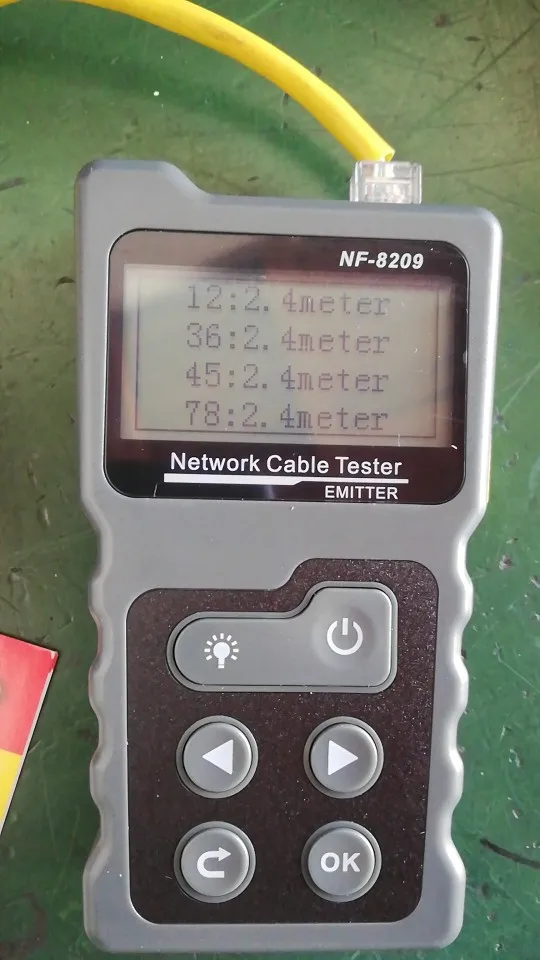 NF-8209
12:2.4meter
36:2.4meter
45:2.4meter
78:2.4meter
Network Cable Tester
EMITTER
OK